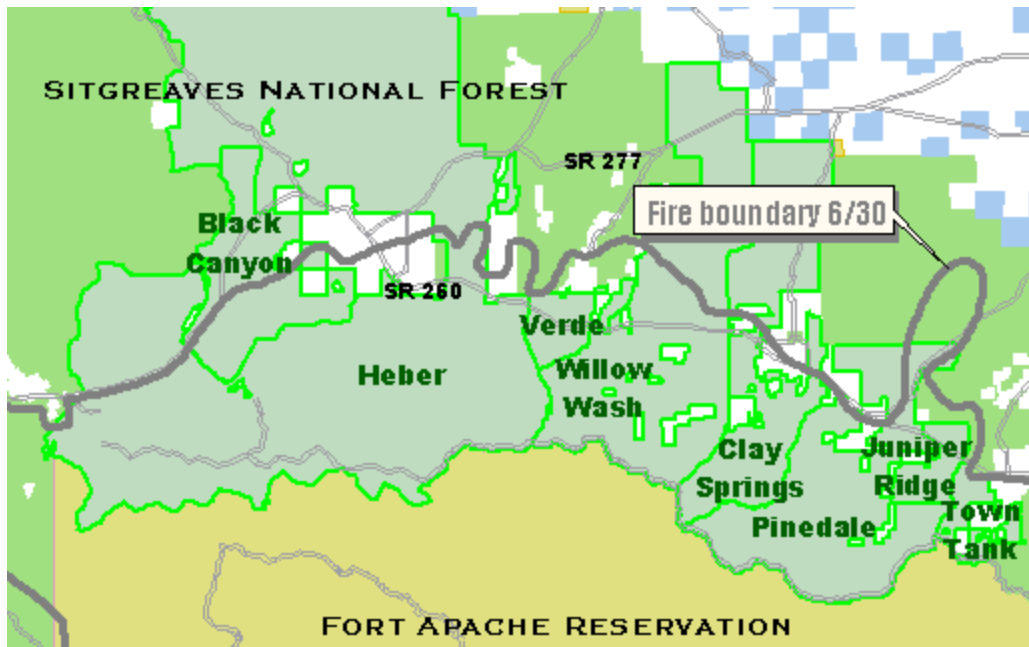 SITGREAVES NATIONAL FOREST
SR 277
Fire boundary 6/30
Black
Canyon
SR 260
Verde
Heber
Willow
Wash
Clay
Springs
Juniper
Ridge
Pinedale
Town
Tank
FORT APACHE RESERVATION